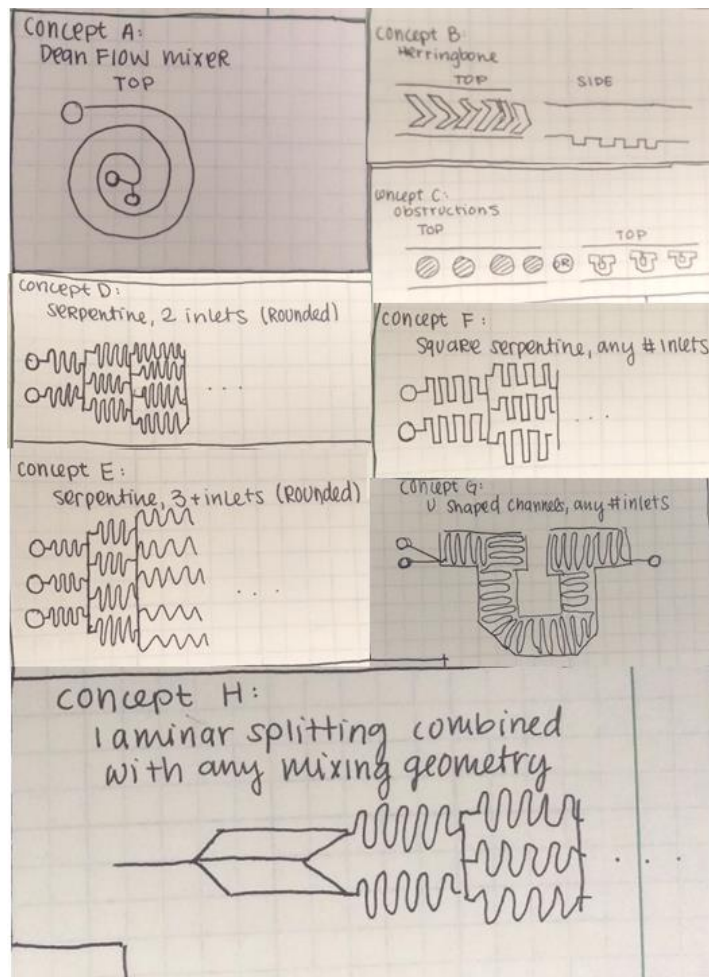 Concept A:
Dean Flow mixer
TOP
Concept B:
Herringbone
TOP
SIDE
concept C:
obstructions
TOP
TOP
OR
concept D:
serpentine, 2 inlets (Rounded)
...
concept F:
square serpentine, any # inlets
...
concept E:
serpentine, 3+inlets (Rounded)
...
concept G:
U shaped channels, any # inlets
concept H:
laminar splitting combined
with any mixing geometry
....